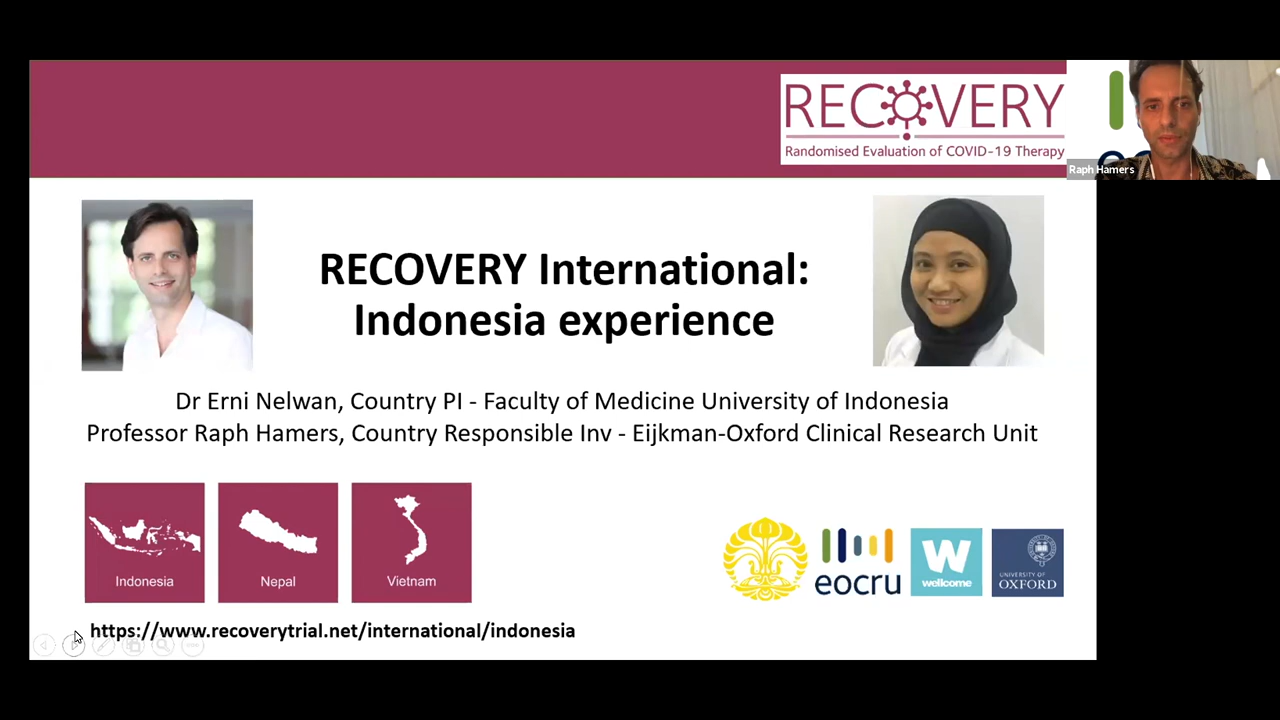 RECOVERY
Randomised Evaluation of COVID-19 Therapy
Raph Hamers
RECOVERY International:
Indonesia experience
Dr Erni Nelwan, Country PI - Faculty of Medicine University of Indonesia
Professor Raph Hamers, Country Responsible Inv - Eijkman-Oxford Clinical Research Unit
Indonesia
Nepal
Vietnam
eocru
W
wellcome
UNIVERSITY OF
OXFORD
https://www.recoverytrial.net/international/indonesia